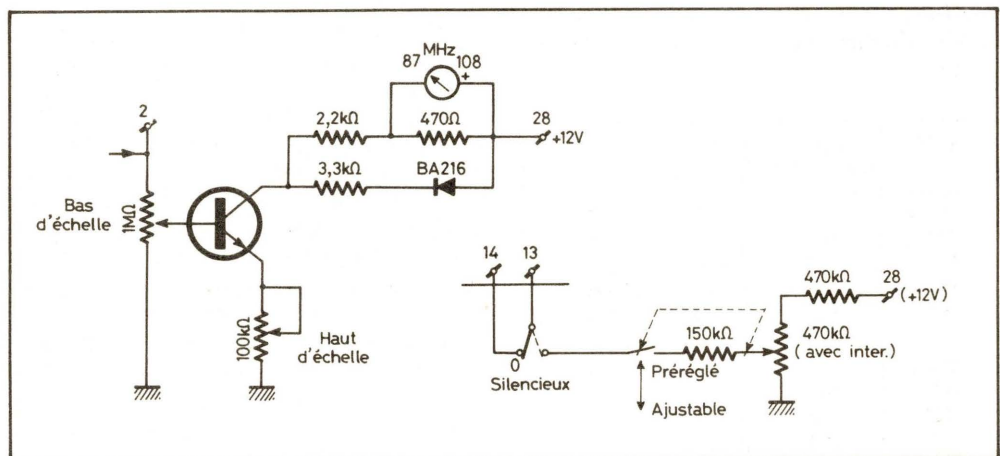 MHz
87 108
+
2,2kΩ 470Ω 28
+12V
2
3,3kΩ BA216
Bas
d'échelle
1MΩ
100kΩ
Haut
d'échelle
14 13
470kΩ 28
(+12V)
150kΩ 470kΩ
(avec inter.)
0
Silencieux
Préréglé
Ajustable